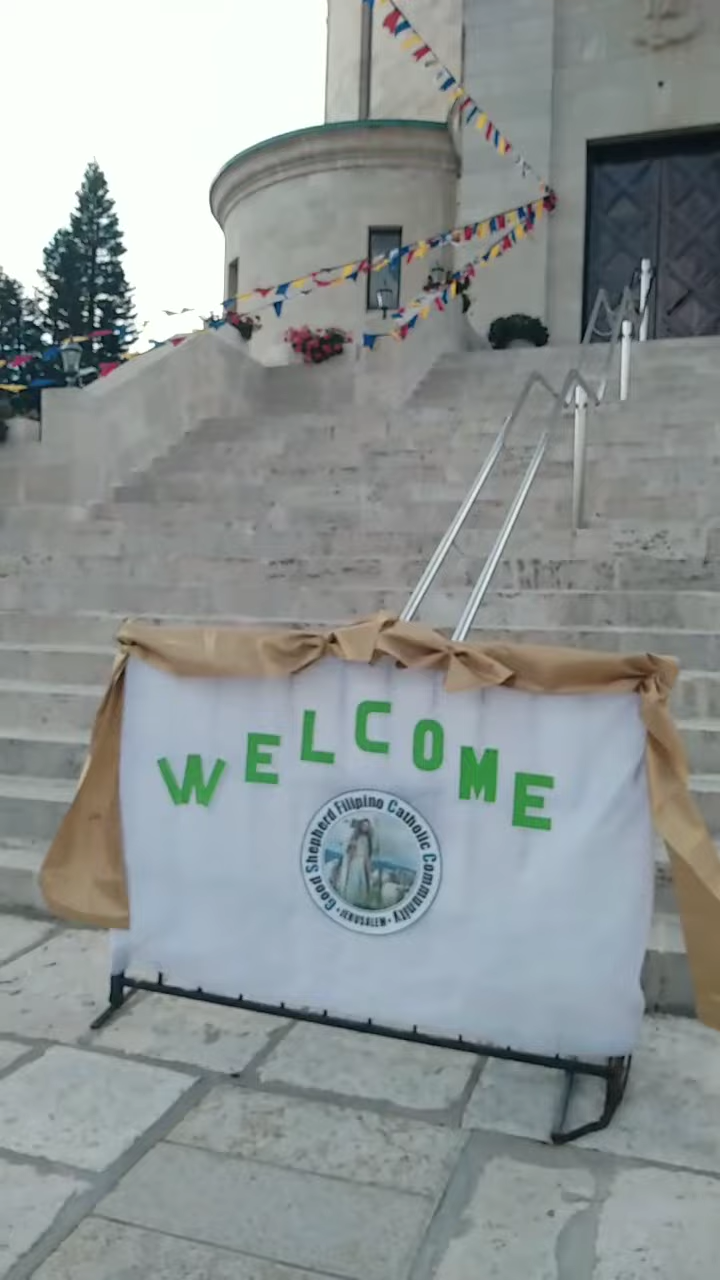 WELCOME
Good Shepherd Filipino Catholic Community
• JERUSALEM •